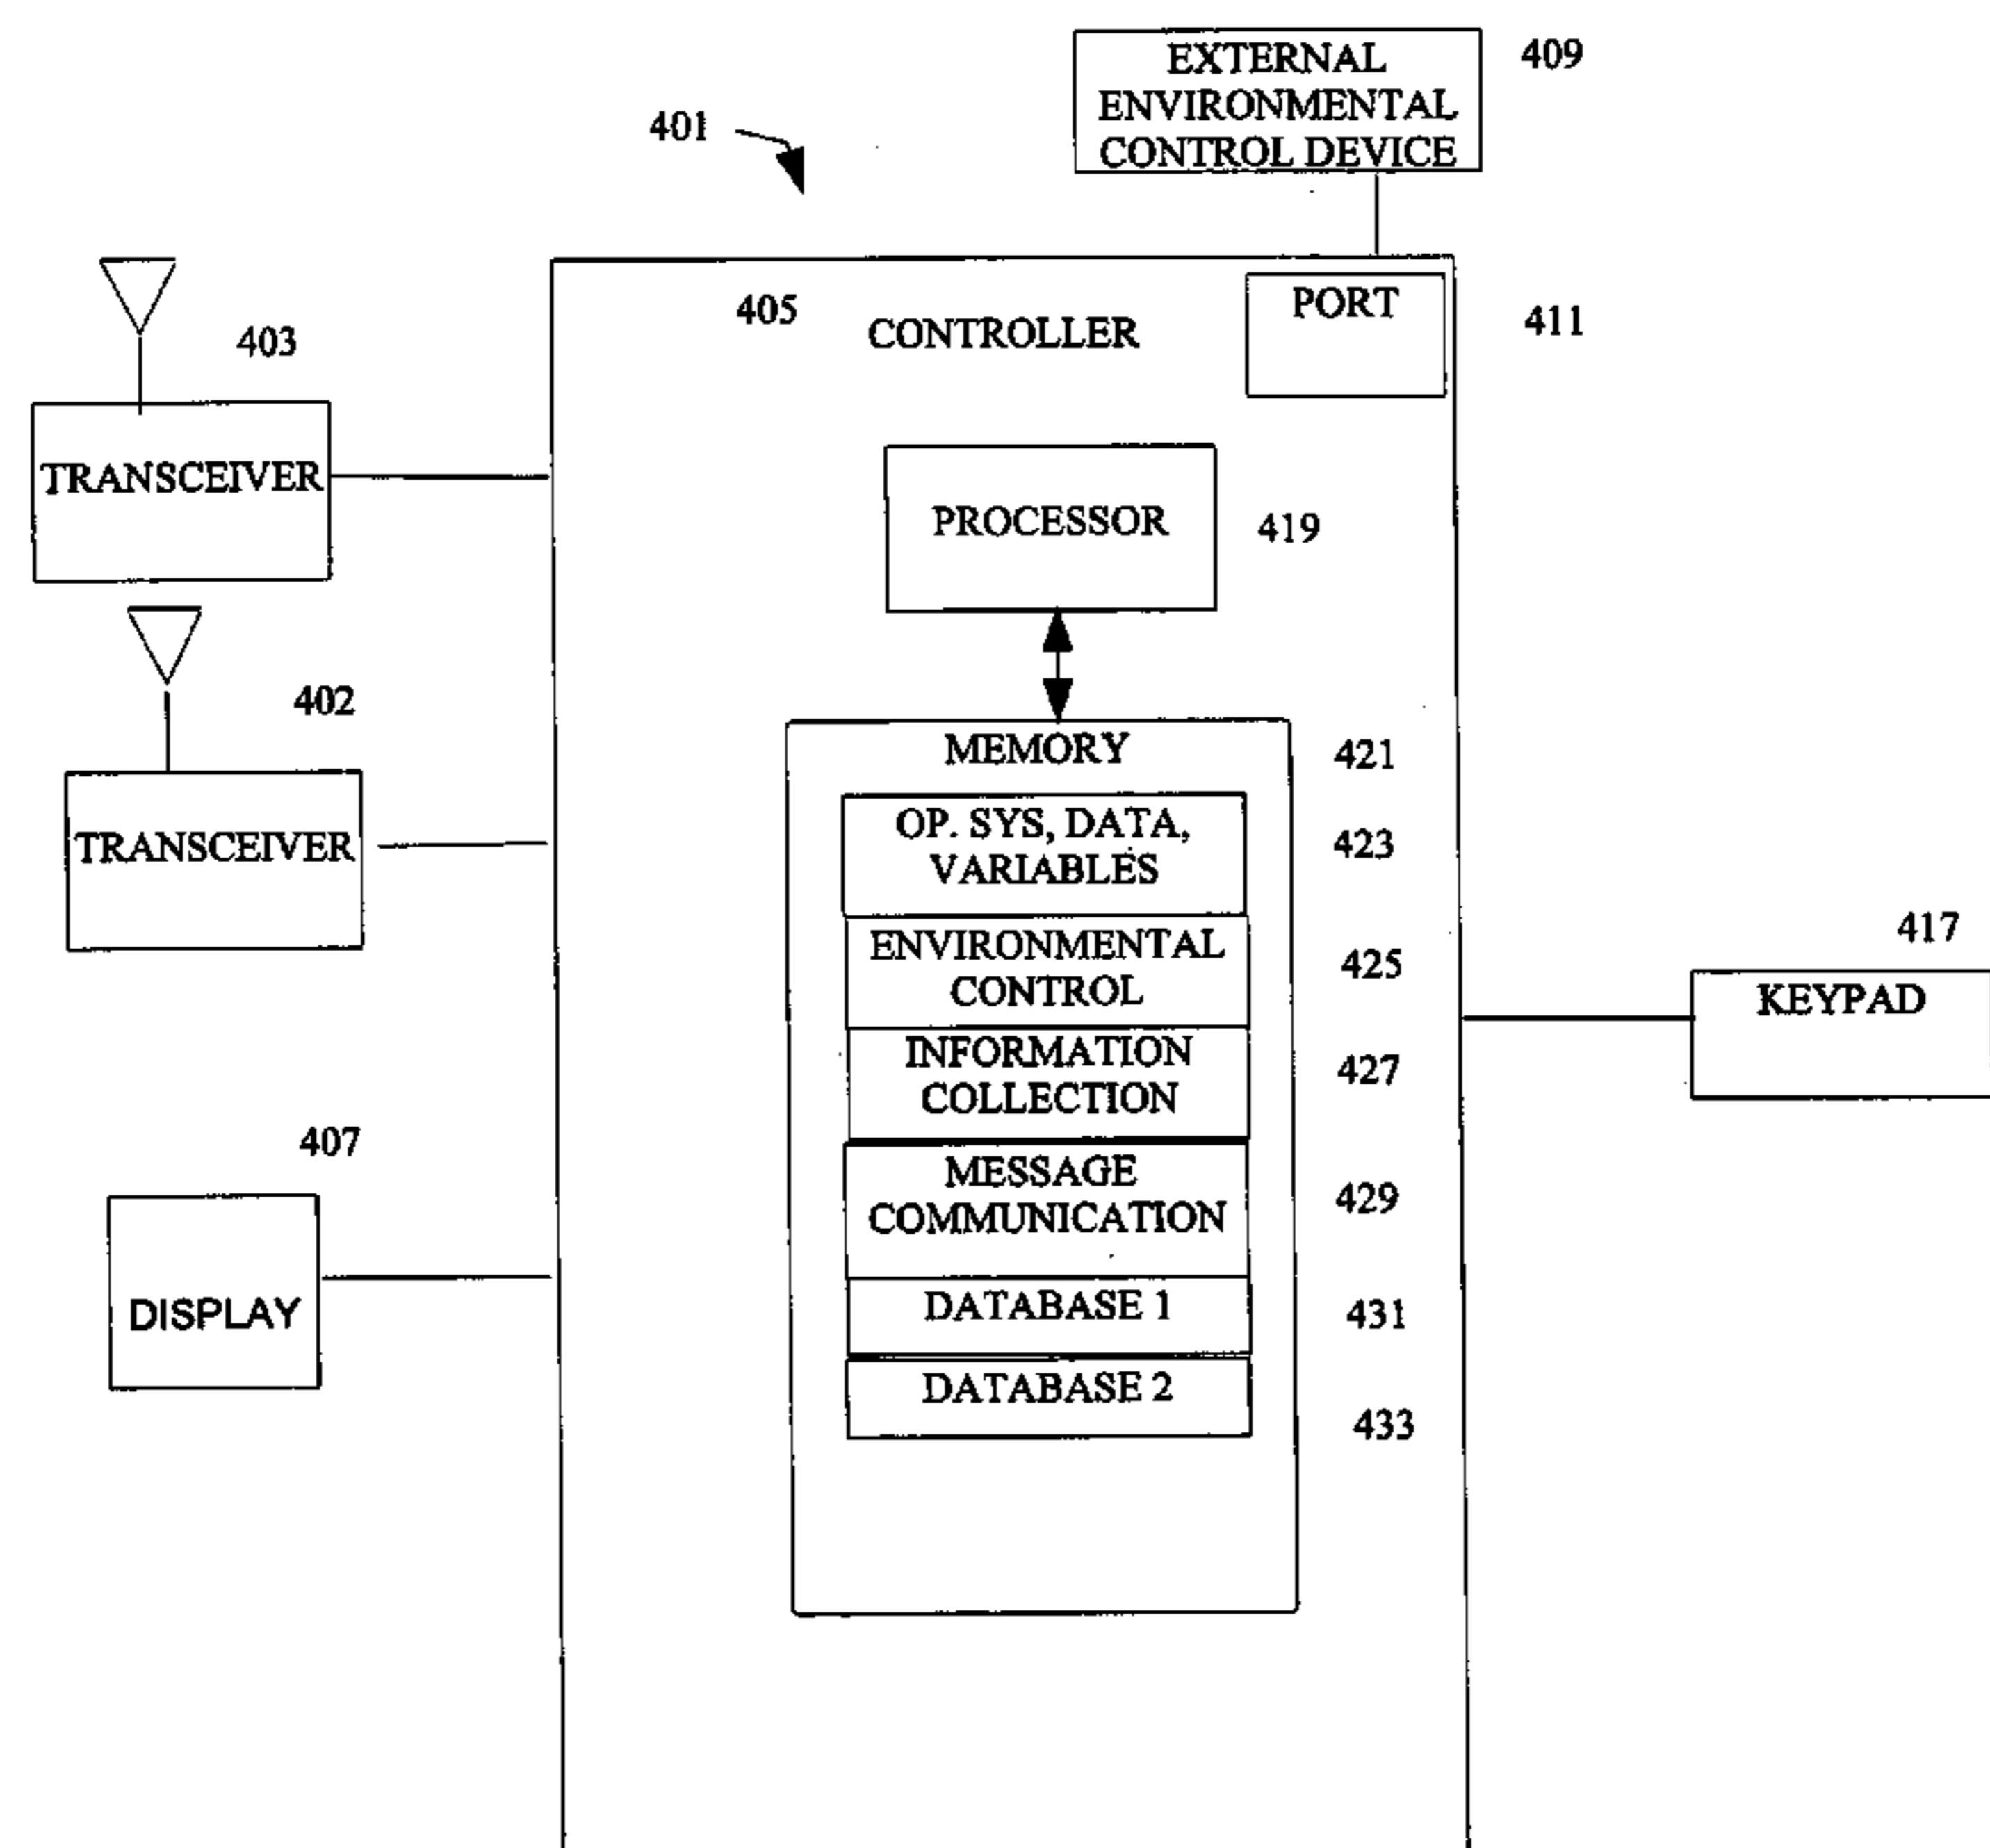 EXTERNAL
ENVIRONMENTAL
CONTROL DEVICE
409
401
405
CONTROLLER
PORT
411
403
TRANSCEIVER
PROCESSOR
419
402
TRANSCEIVER
MEMORY
421
OP. SYS, DATA,
VARIABLES
423
ENVIRONMENTAL
CONTROL
425
INFORMATION
COLLECTION
427
MESSAGE
COMMUNICATION
429
DATABASE 1
431
DATABASE 2
433
417
KEYPAD
407
DISPLAY